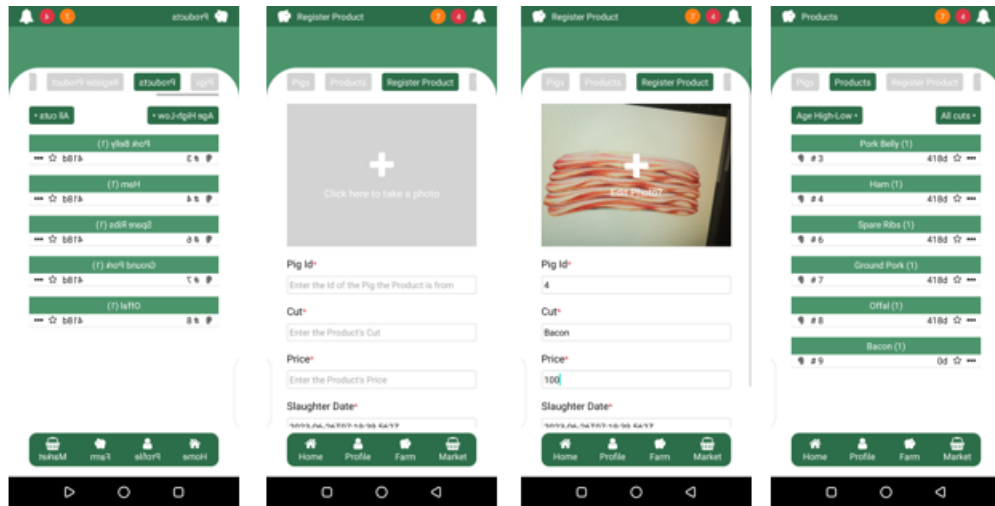 Products 7 4
Pigs Products Register Product
Age High-Low All cuts
Pork Belly (1)
# 3 418d
Ham (1)
# 4 418d
Spare Ribs (1)
# 6 418d
Ground Pork (1)
# 7 418d
Offal (1)
# 8 418d
Home Profile Farm Market
Register Product 7 4
Pigs Products Register Product
Click here to take a photo
Pig Id*
Enter the Id of the Pig the Product is from
Cut*
Enter the Product's Cut
Price*
Enter the Product's Price
Slaughter Date*
Home Profile Farm Market
Register Product 7 4
Pigs Products Register Product
Edit Photo?
Pig Id*
4
Cut*
Bacon
Price*
100
Slaughter Date*
Home Profile Farm Market
Products 7 4
Pigs Products Register Product
Age High-Low All cuts
Pork Belly (1)
# 3 418d
Ham (1)
# 4 418d
Spare Ribs (1)
# 6 418d
Ground Pork (1)
# 7 418d
Offal (1)
# 8 418d
Bacon (1)
# 9 0d
Home Profile Farm Market